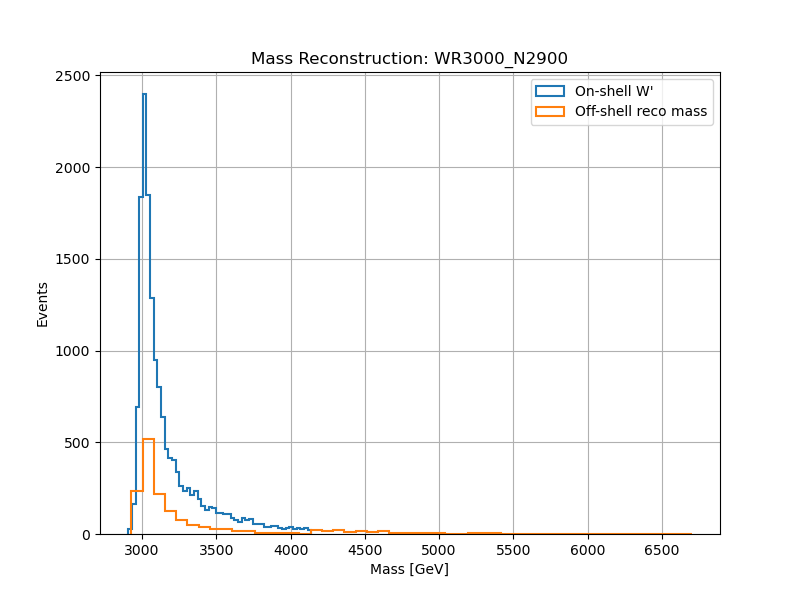 Mass Reconstruction: WR3000_N2900
On-shell W'
Off-shell reco mass
2500
2000
1500
1000
500
0
Events
3000 3500 4000 4500 5000 5500 6000 6500
Mass [GeV]